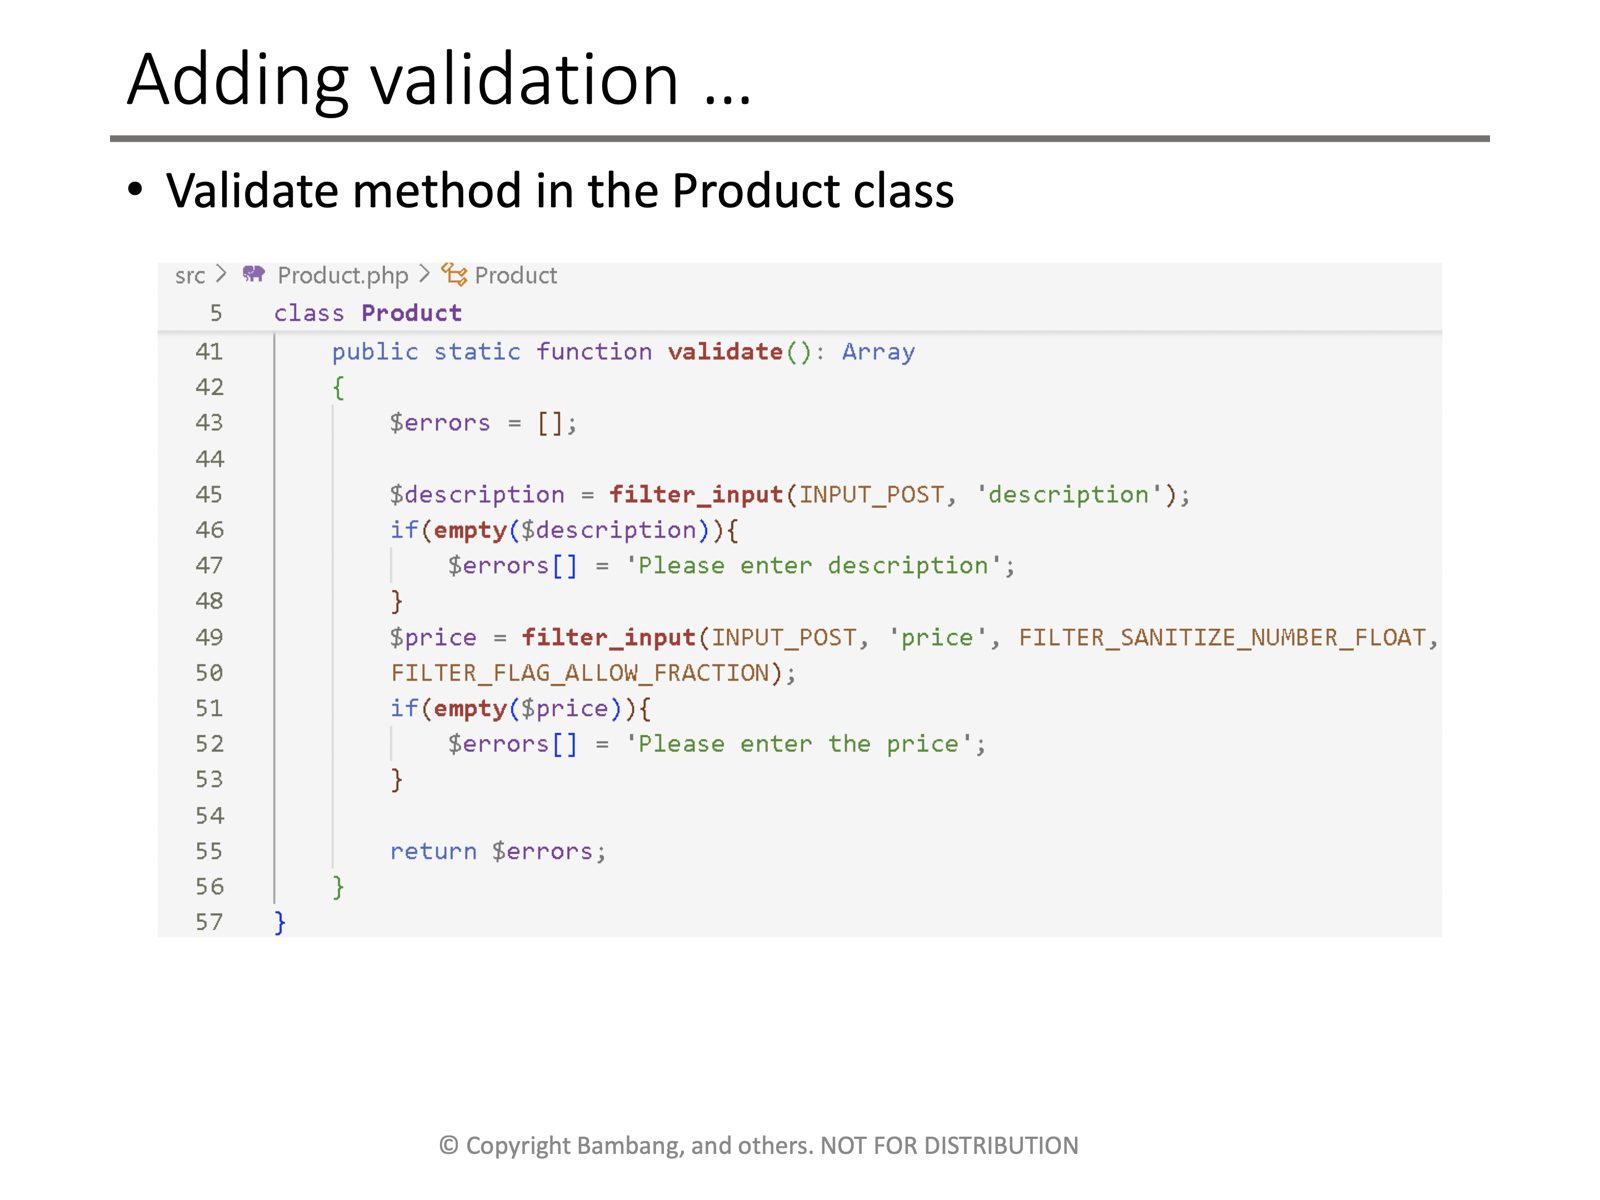 Adding validation ...
• Validate method in the Product class
src > Product.php > Product
5 class Product
41 public static function validate(): Array
42 {
43 $errors = [];
44
45 $description = filter_input(INPUT_POST, 'description');
46 if(empty($description)){
47 $errors[] = 'Please enter description';
48 }
49 $price = filter_input(INPUT_POST, 'price', FILTER_SANITIZE_NUMBER_FLOAT,
50 FILTER_FLAG_ALLOW_FRACTION);
51 if(empty($price)){
52 $errors[] = 'Please enter the price';
53 }
54
55 return $errors;
56 }
57 }
© Copyright Bambang, and others. NOT FOR DISTRIBUTION